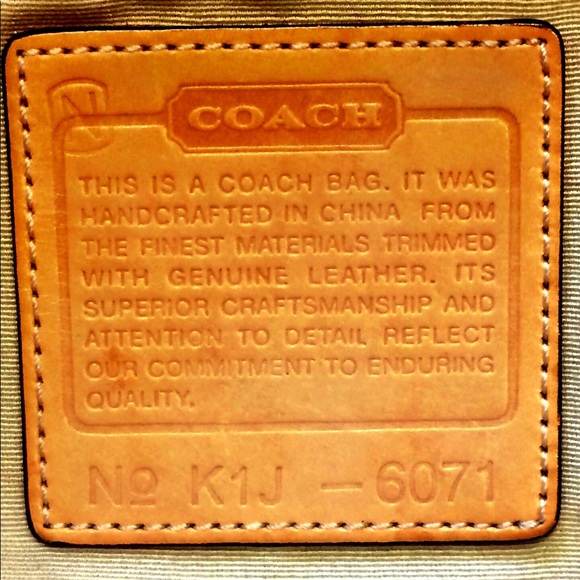 N
COACH
THIS IS A COACH BAG. IT WAS
HANDCRAFTED IN CHINA FROM
THE FINEST MATERIALS TRIMMED
WITH GENUINE LEATHER. ITS
SUPERIOR CRAFTSMANSHIP AND
ATTENTION TO DETAIL REFLECT
OUR COMMITMENT TO ENDURING
QUALITY.
Nº K1J – 6071